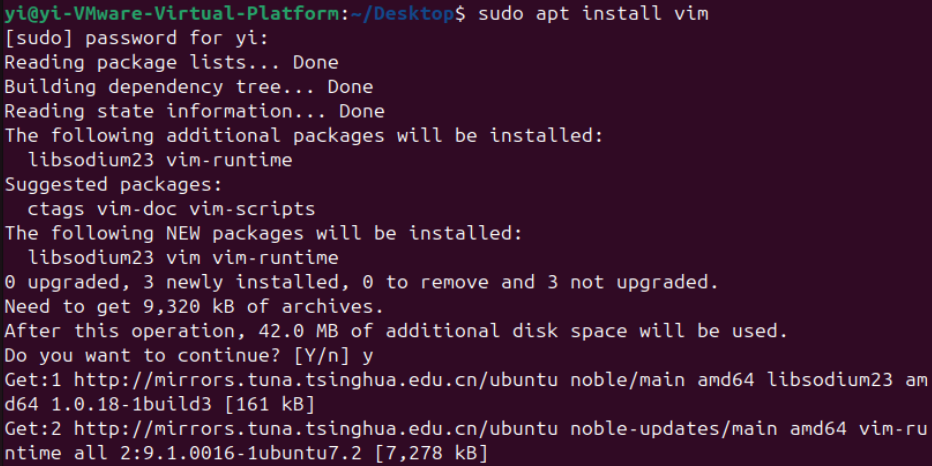 yi@yi-VMware-Virtual-Platform:~/Desktop$ sudo apt install vim
[sudo] password for yi:
Reading package lists... Done
Building dependency tree... Done
Reading state information... Done
The following additional packages will be installed:
  libsodium23 vim-runtime
Suggested packages:
  ctags vim-doc vim-scripts
The following NEW packages will be installed:
  libsodium23 vim vim-runtime
0 upgraded, 3 newly installed, 0 to remove and 3 not upgraded.
Need to get 9,320 kB of archives.
After this operation, 42.0 MB of additional disk space will be used.
Do you want to continue? [Y/n] y
Get:1 http://mirrors.tuna.tsinghua.edu.cn/ubuntu noble/main amd64 libsodium23 am
d64 1.0.18-1build3 [161 kB]
Get:2 http://mirrors.tuna.tsinghua.edu.cn/ubuntu noble-updates/main amd64 vim-ru
ntime all 2:9.1.0016-1ubuntu7.2 [7,278 kB]